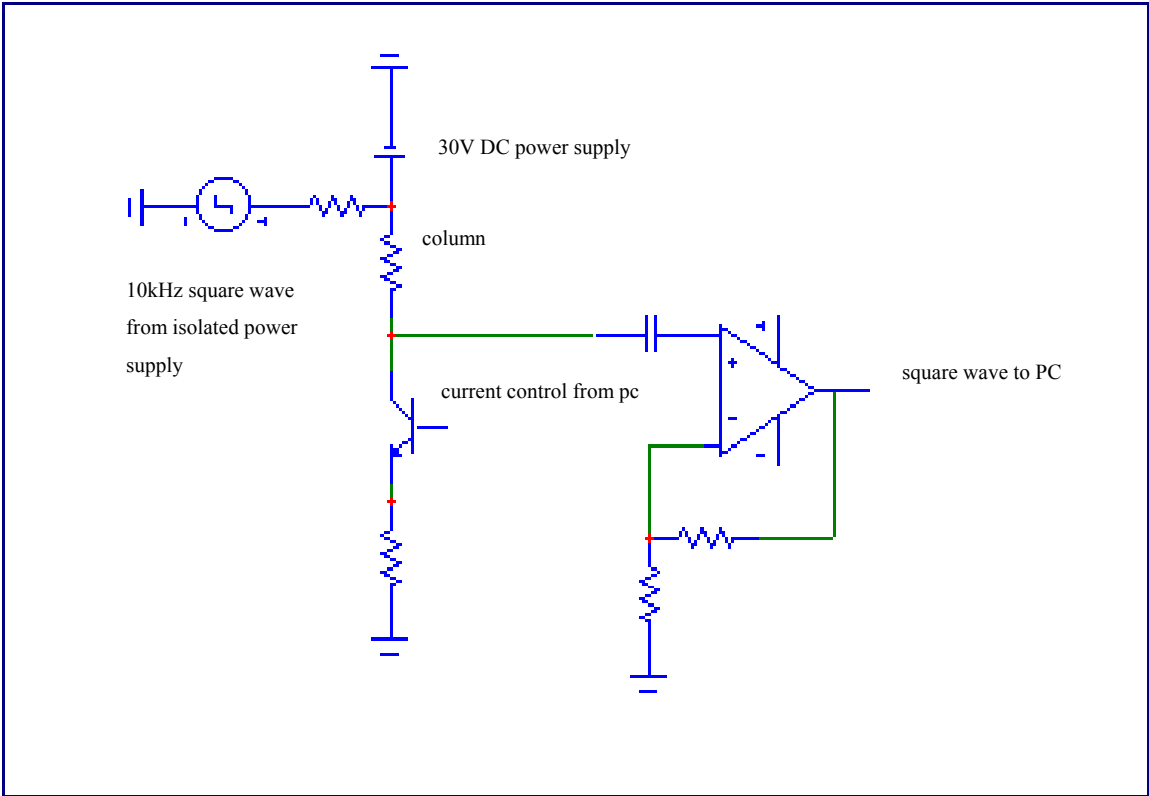 30V DC power supply
column
10kHz square wave
from isolated power
supply
current control from pc
square wave to PC